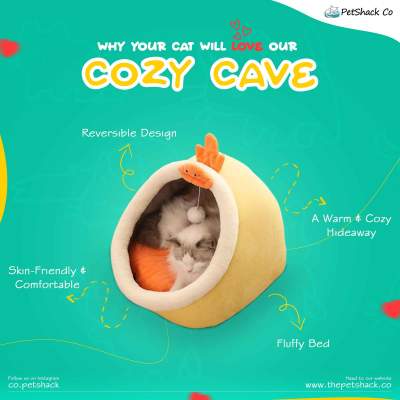 PetShack Co
WHY YOUR CAT WILL LOVE OUR
COZY CAVE
Reversible Design
A Warm & Cozy
Hideaway
Skin-Friendly &
Comfortable
Fluffy Bed
Follow us on Instagram
co.petshack
Head to our website
www.thepetshack.co